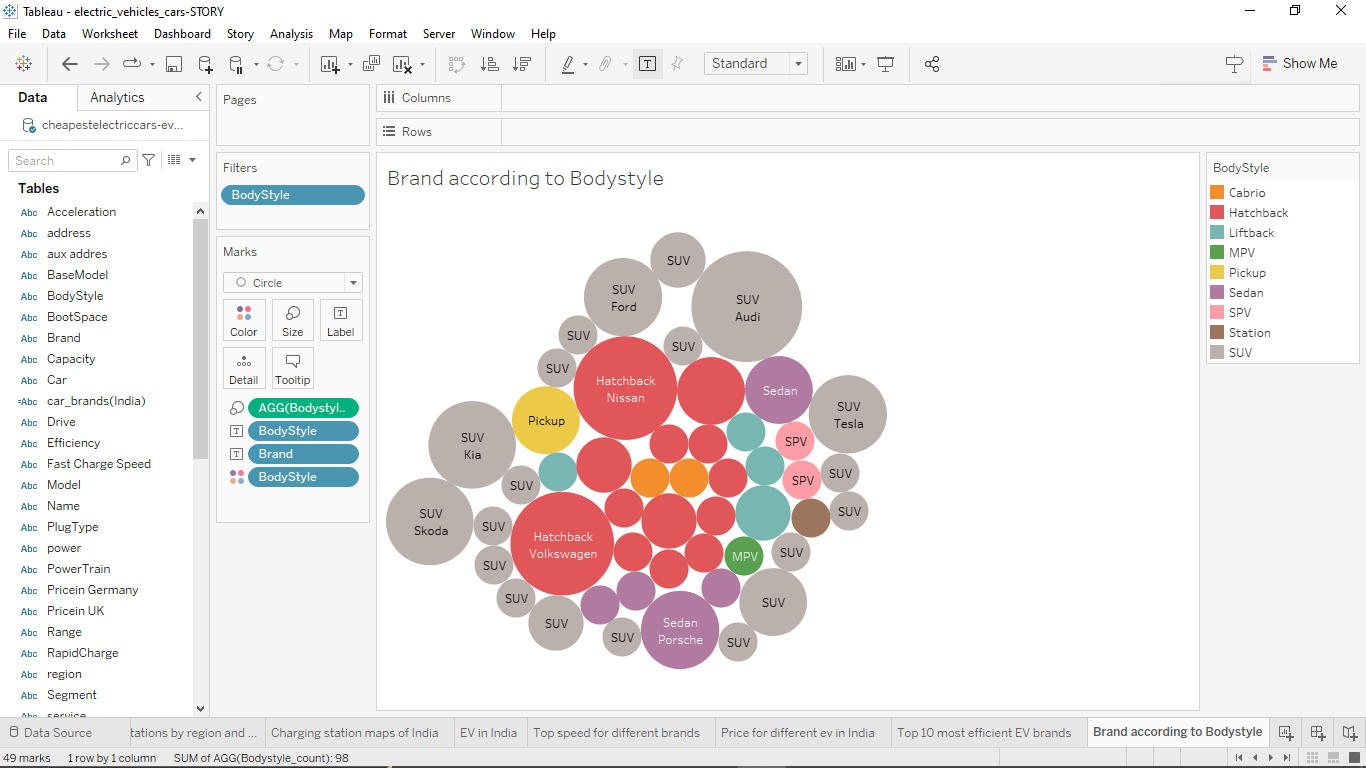 Tableau - electric_vehicles_cars-STORY
File Data Worksheet Dashboard Story Analysis Map Format Server Window Help
Standard
Show Me
Data Analytics
cheapestelectriccars-ev...
Search
Tables
Abc Acceleration
Abc address
Abc aux addres
Abc BaseModel
Abc BodyStyle
Abc BootSpace
Abc Brand
Abc Capacity
Abc Car
=Abc car_brands(India)
Abc Drive
Abc Efficiency
Abc Fast Charge Speed
Abc Model
Abc Name
Abc PlugType
Abc power
Abc PowerTrain
Abc Pricein Germany
Abc Pricein UK
Abc Range
Abc RapidCharge
Abc region
Abc Segment
Abc service
Pages
Filters
BodyStyle
Marks
Circle
Color Size Label
Detail Tooltip
AGG(Bodystyl..
BodyStyle
Brand
BodyStyle
Columns
Rows
Brand according to Bodystyle
SUV
SUV
Ford
SUV
Audi
SUV
SUV
SUV
Hatchback
Nissan
Sedan
SUV
Tesla
Pickup
SUV
Kia
SPV
SUV
SPV
SUV
SUV
Skoda
SUV
SUV
Hatchback
Volkswagen
MPV
SUV
SUV
SUV
SUV
SUV
SUV
Sedan
Porsche
SUV
SUV
BodyStyle
Cabrio
Hatchback
Liftback
MPV
Pickup
Sedan
SPV
Station
SUV
Data Source
tations by region and ...
Charging station maps of India
EV in India
Top speed for different brands
Price for different ev in India
Top 10 most efficient EV brands
Brand according to Bodystyle
49 marks 1 row by 1 column SUM of AGG(Bodystyle_count): 98